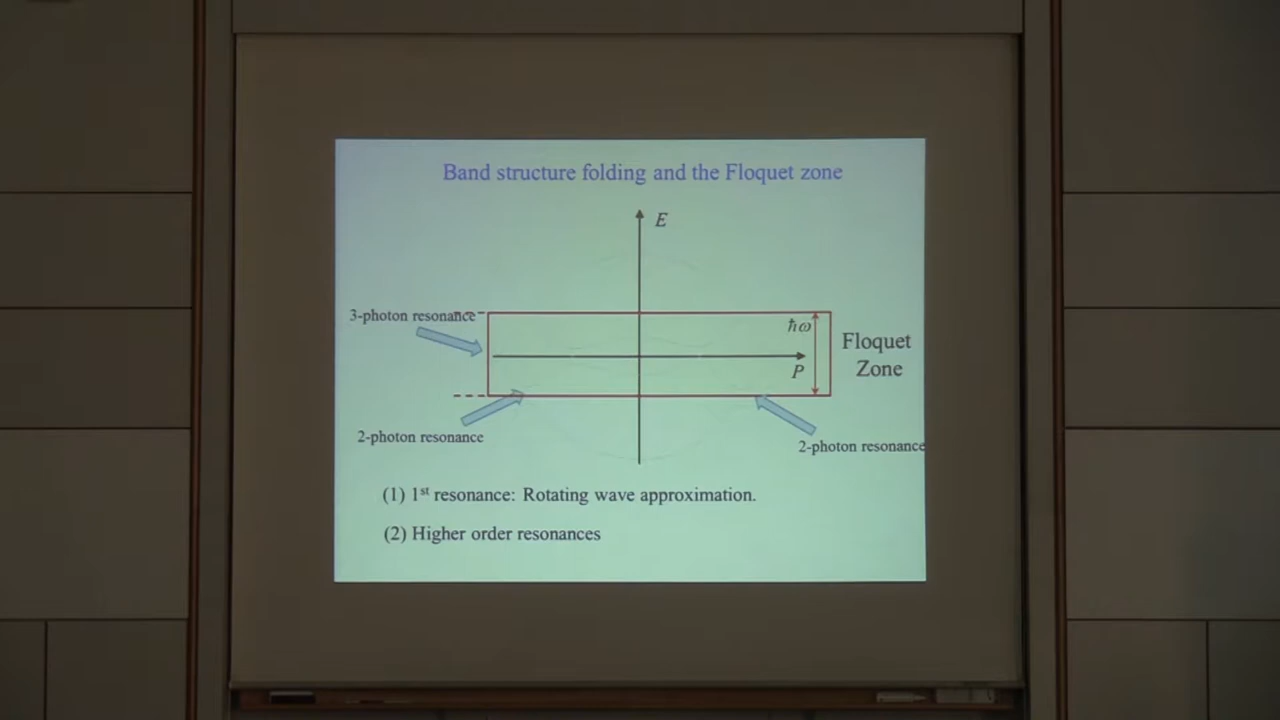 Band structure folding and the Floquet zone
E
3-photon resonance
ħω
Floquet
Zone
P
2-photon resonance
2-photon resonance
(1) 1st resonance: Rotating wave approximation.
(2) Higher order resonances